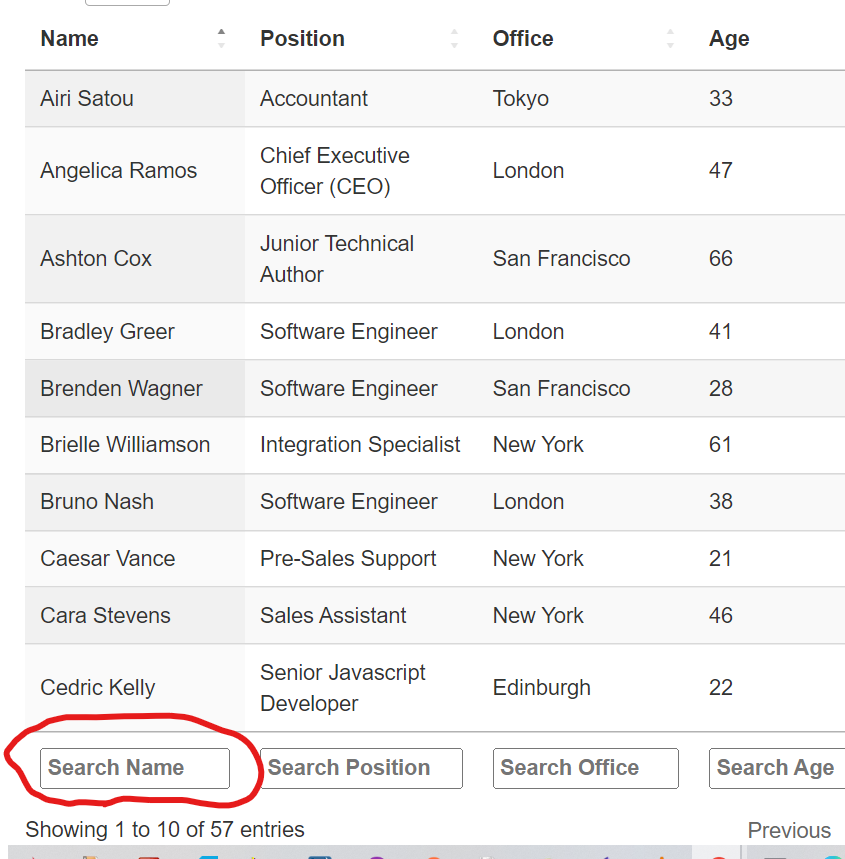 Name Position Office Age
Airi Satou Accountant Tokyo 33
Angelica Ramos Chief Executive Officer (CEO) London 47
Ashton Cox Junior Technical Author San Francisco 66
Bradley Greer Software Engineer London 41
Brenden Wagner Software Engineer San Francisco 28
Brielle Williamson Integration Specialist New York 61
Bruno Nash Software Engineer London 38
Caesar Vance Pre-Sales Support New York 21
Cara Stevens Sales Assistant New York 46
Cedric Kelly Senior Javascript Developer Edinburgh 22
Search Name Search Position Search Office Search Age
Showing 1 to 10 of 57 entries Previous